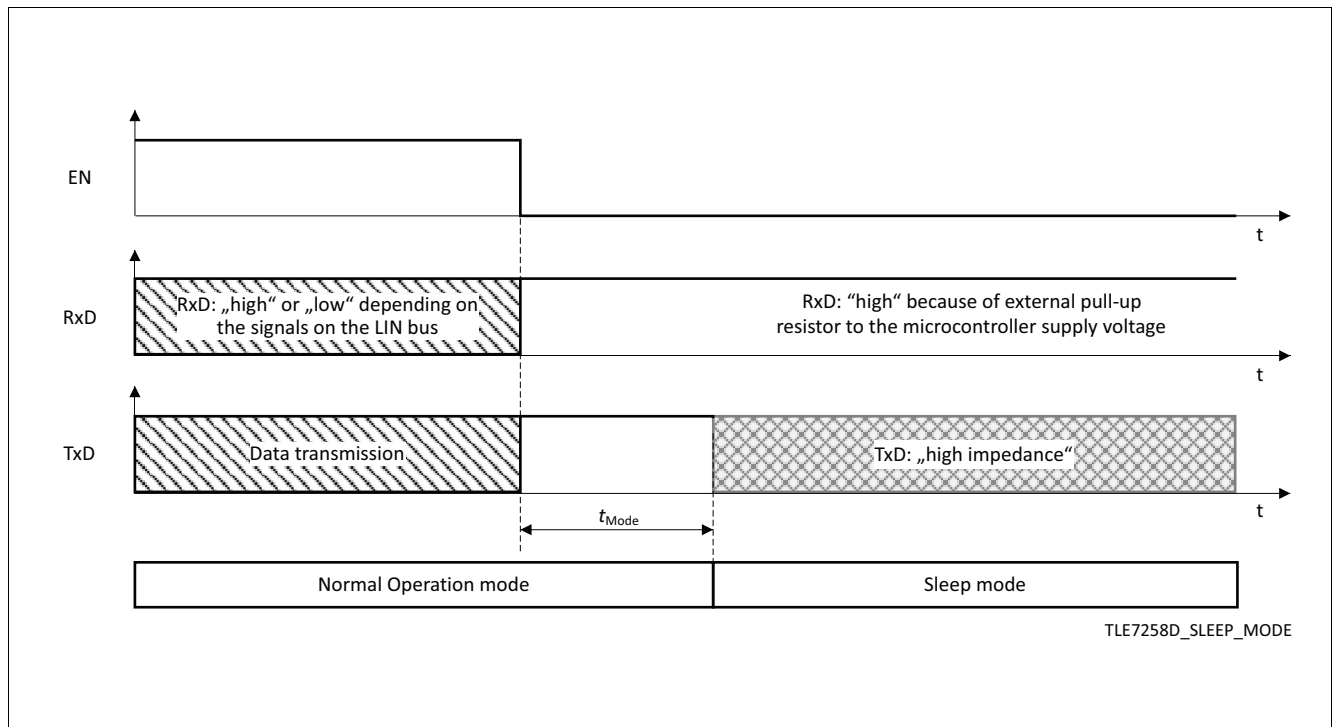 EN
t
RxD
RxD: „high“ or „low“ depending on
the signals on the LIN bus
RxD: “high“ because of external pull-up
resistor to the microcontroller supply voltage
t
TxD
Data transmission
TxD: „high impedance“
t
tMode
Normal Operation mode
Sleep mode
TLE7258D_SLEEP_MODE